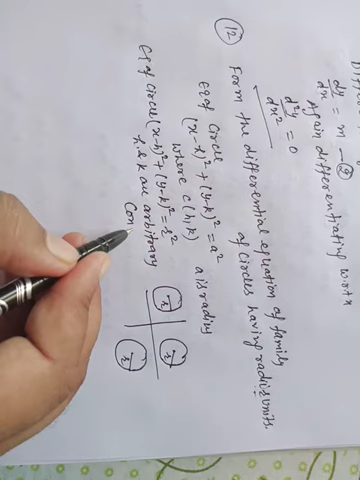 dy/dx = m — ③
Again differentiating w.r.t x
d²y/dx² = 0
⑫ Form the differential equation of family
of circles having radius r units.
Eq of circle
(x-h)² + (y-k)² = a²
where c(h,k) a is radius
Eq of circle (x-h)² + (y-k)² = r²
h, & k are arbitrary
Con
r
r
r